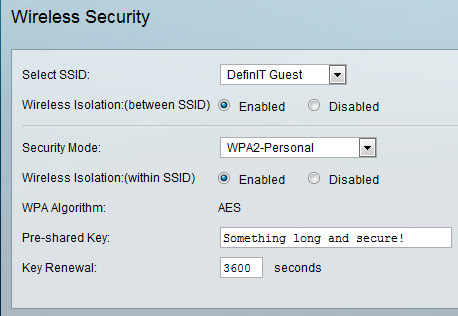 Wireless Security
Select SSID: DefinIT Guest
Wireless Isolation:(between SSID) Enabled Disabled
Security Mode: WPA2-Personal
Wireless Isolation:(within SSID) Enabled Disabled
WPA Algorithm: AES
Pre-shared Key: Something long and secure!
Key Renewal: 3600 seconds